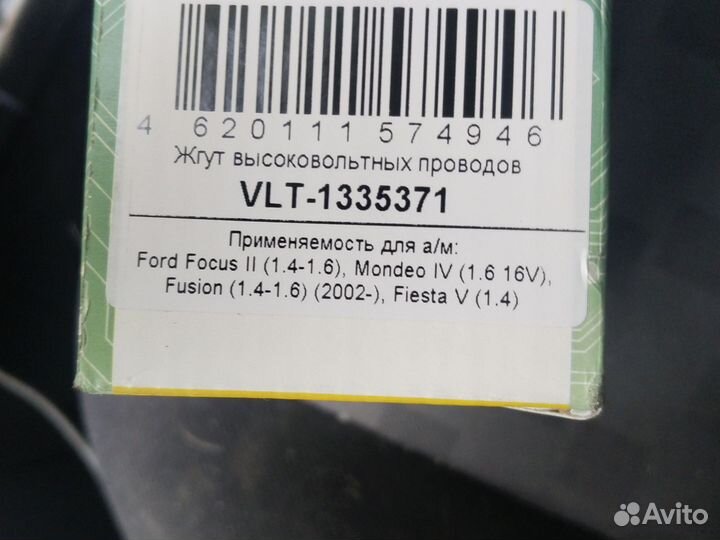 4 620111 574946
Жгут высоковольтных проводов
VLT-1335371
Применяемость для а/м:
Ford Focus II (1.4-1.6), Mondeo IV (1.6 16V),
Fusion (1.4-1.6) (2002-), Fiesta V (1.4)
Avito